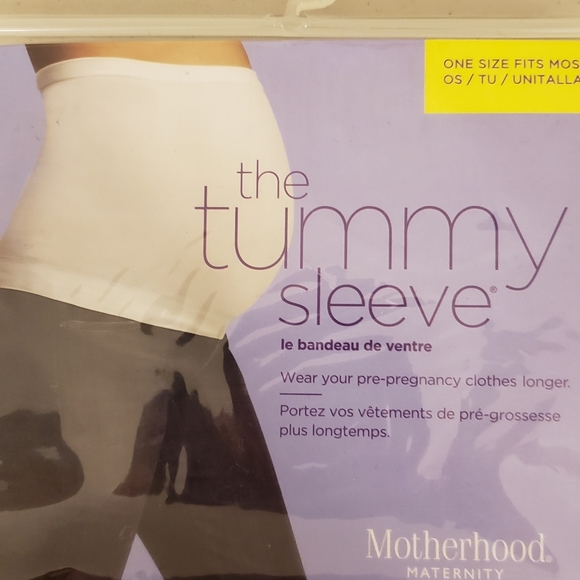 ONE SIZE FITS MOS
OS / TU / UNITALLA
the
tummy
sleeve®
le bandeau de ventre
Wear your pre-pregnancy clothes longer.
Portez vos vêtements de pré-grossesse
plus longtemps.
Motherhood®
MATERNITY